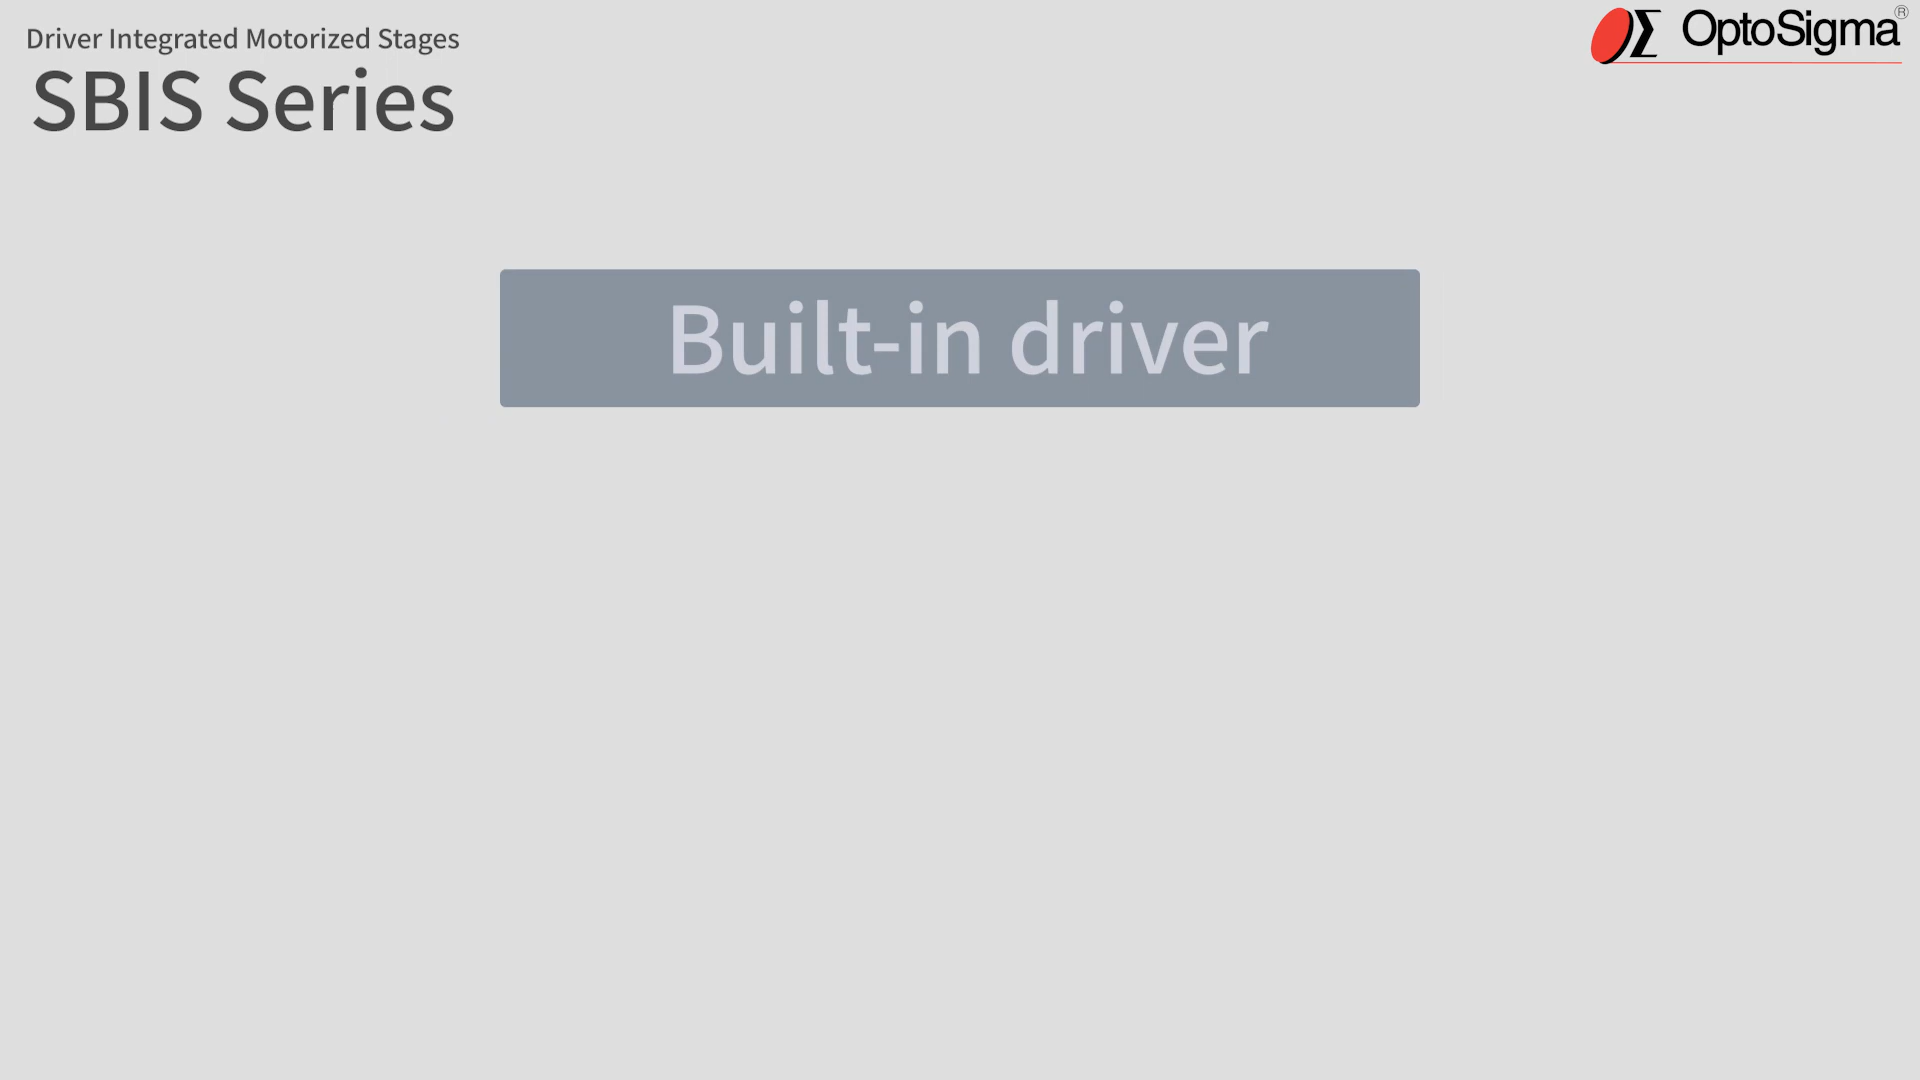 Driver Integrated Motorized Stages
SBIS Series
Σ OptoSigma®
Built-in driver